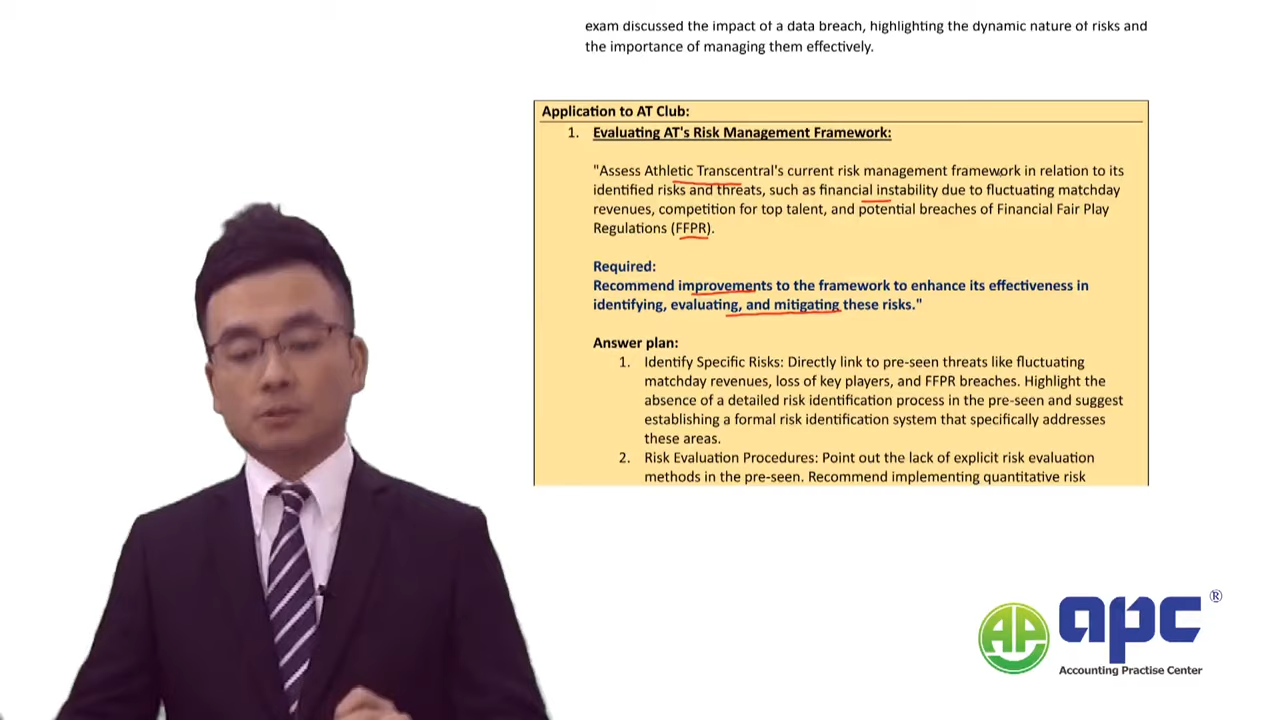 exam discussed the impact of a data breach, highlighting the dynamic nature of risks and
the importance of managing them effectively.
Application to AT Club:
1. Evaluating AT's Risk Management Framework:
"Assess Athletic Transcentral's current risk management framework in relation to its
identified risks and threats, such as financial instability due to fluctuating matchday
revenues, competition for top talent, and potential breaches of Financial Fair Play
Regulations (FFPR).
Required:
Recommend improvements to the framework to enhance its effectiveness in
identifying, evaluating, and mitigating these risks."
Answer plan:
1. Identify Specific Risks: Directly link to pre-seen threats like fluctuating
matchday revenues, loss of key players, and FFPR breaches. Highlight the
absence of a detailed risk identification process in the pre-seen and suggest
establishing a formal risk identification system that specifically addresses
these areas.
2. Risk Evaluation Procedures: Point out the lack of explicit risk evaluation
methods in the pre-seen. Recommend implementing quantitative risk
AP apc ®
Accounting Practise Center